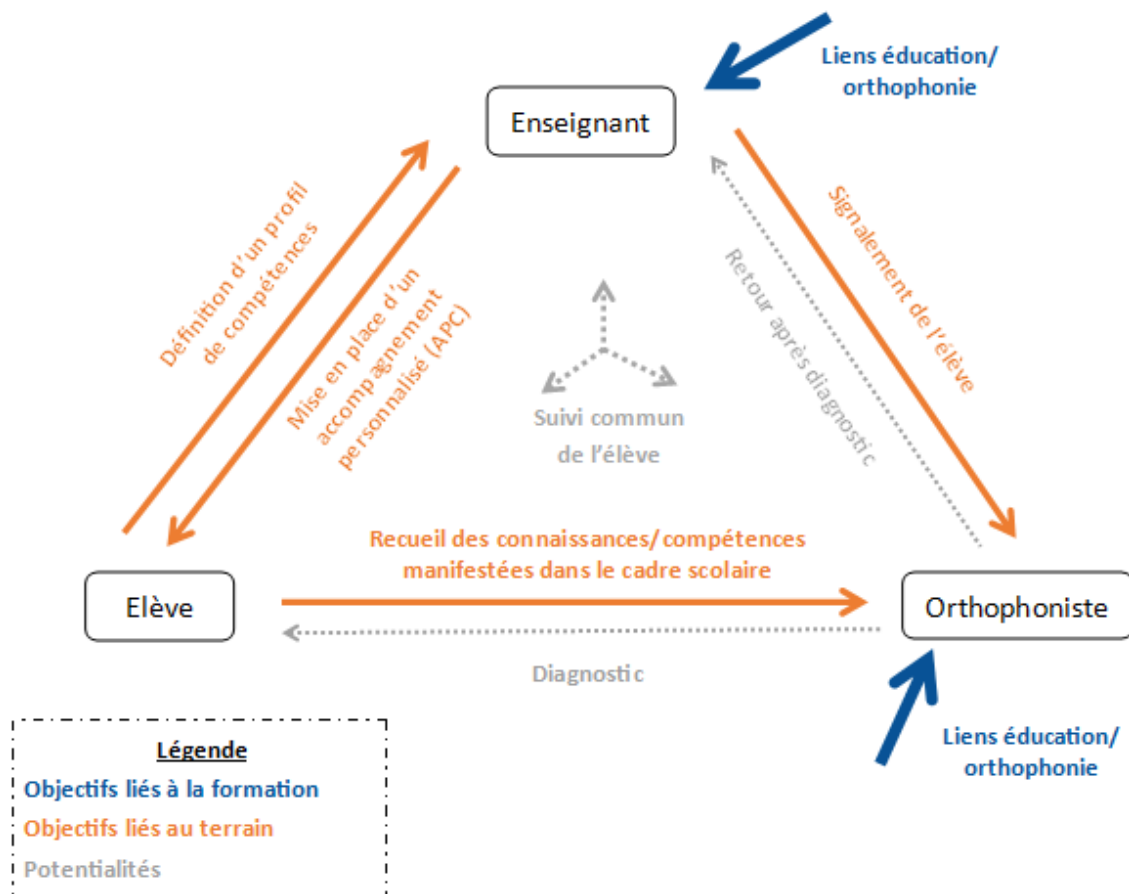 Liens éducation/
orthophonie
Enseignant
Définition d’un profil
de compétences
Mise en place d’un
accompagnement
personnalisé (APC)
Signalement de l’élève
Retour après diagnostic
Suivi commun
de l’élève
Recueil des connaissances/compétences
manifestées dans le cadre scolaire
Elève
Orthophoniste
Diagnostic
Liens éducation/
orthophonie
Légende
Objectifs liés à la formation
Objectifs liés au terrain
Potentialités